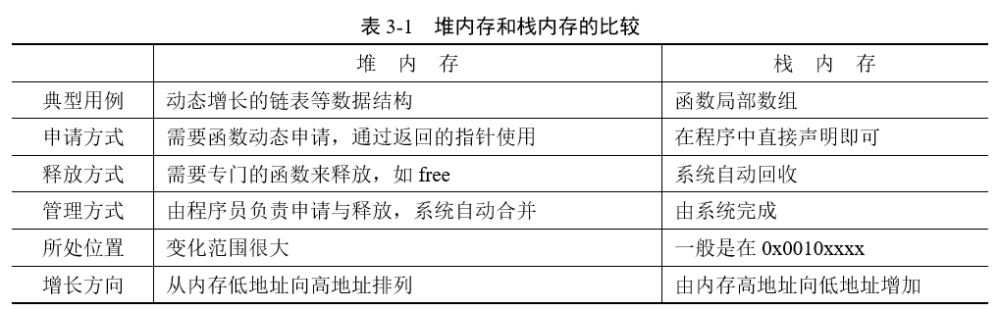 表 3-1 堆内存和栈内存的比较
堆 内 存 栈 内 存
典型用例 动态增长的链表等数据结构 函数局部数组
申请方式 需要函数动态申请，通过返回的指针使用 在程序中直接声明即可
释放方式 需要专门的函数来释放，如 free 系统自动回收
管理方式 由程序员负责申请与释放，系统自动合并 由系统完成
所处位置 变化范围很大 一般是在 0x0010xxxx
增长方向 从内存低地址向高地址排列 由内存高地址向低地址增加